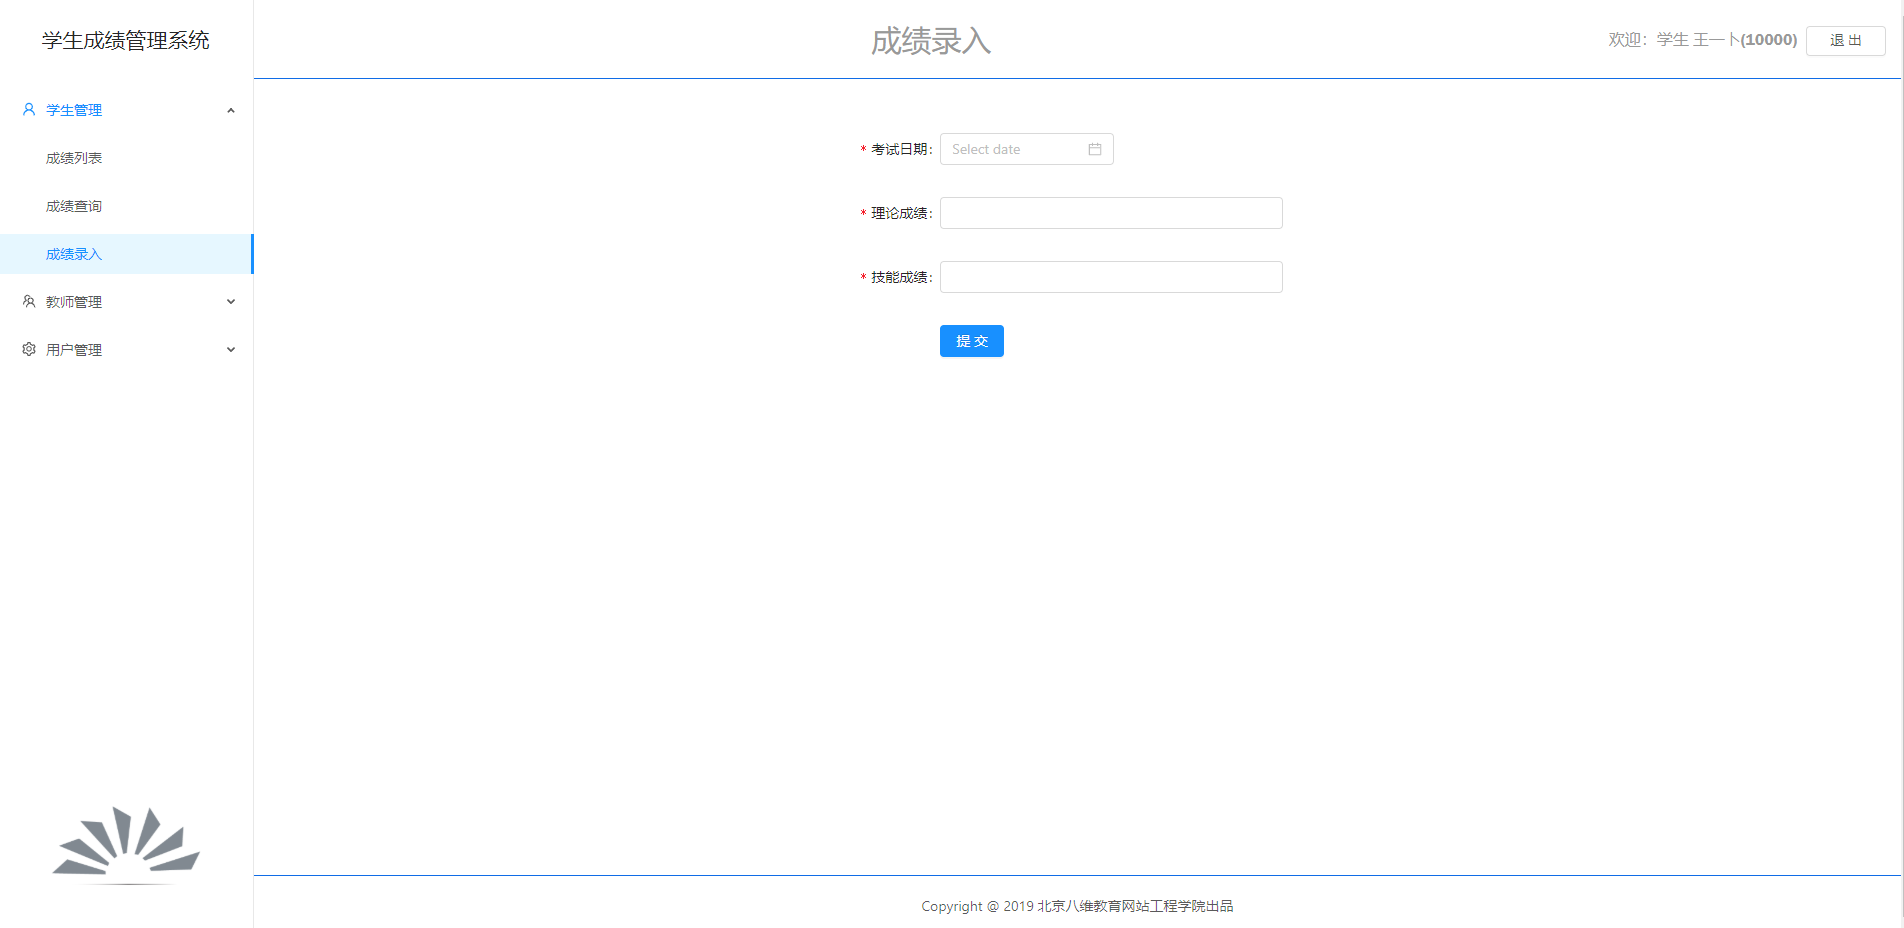 学生成绩管理系统
成绩录入
欢迎：学生 王一卜(10000)
退 出
学生管理
成绩列表
成绩查询
成绩录入
教师管理
用户管理
* 考试日期：
Select date
* 理论成绩：
* 技能成绩：
提 交
Copyright @ 2019 北京八维教育网站工程学院出品